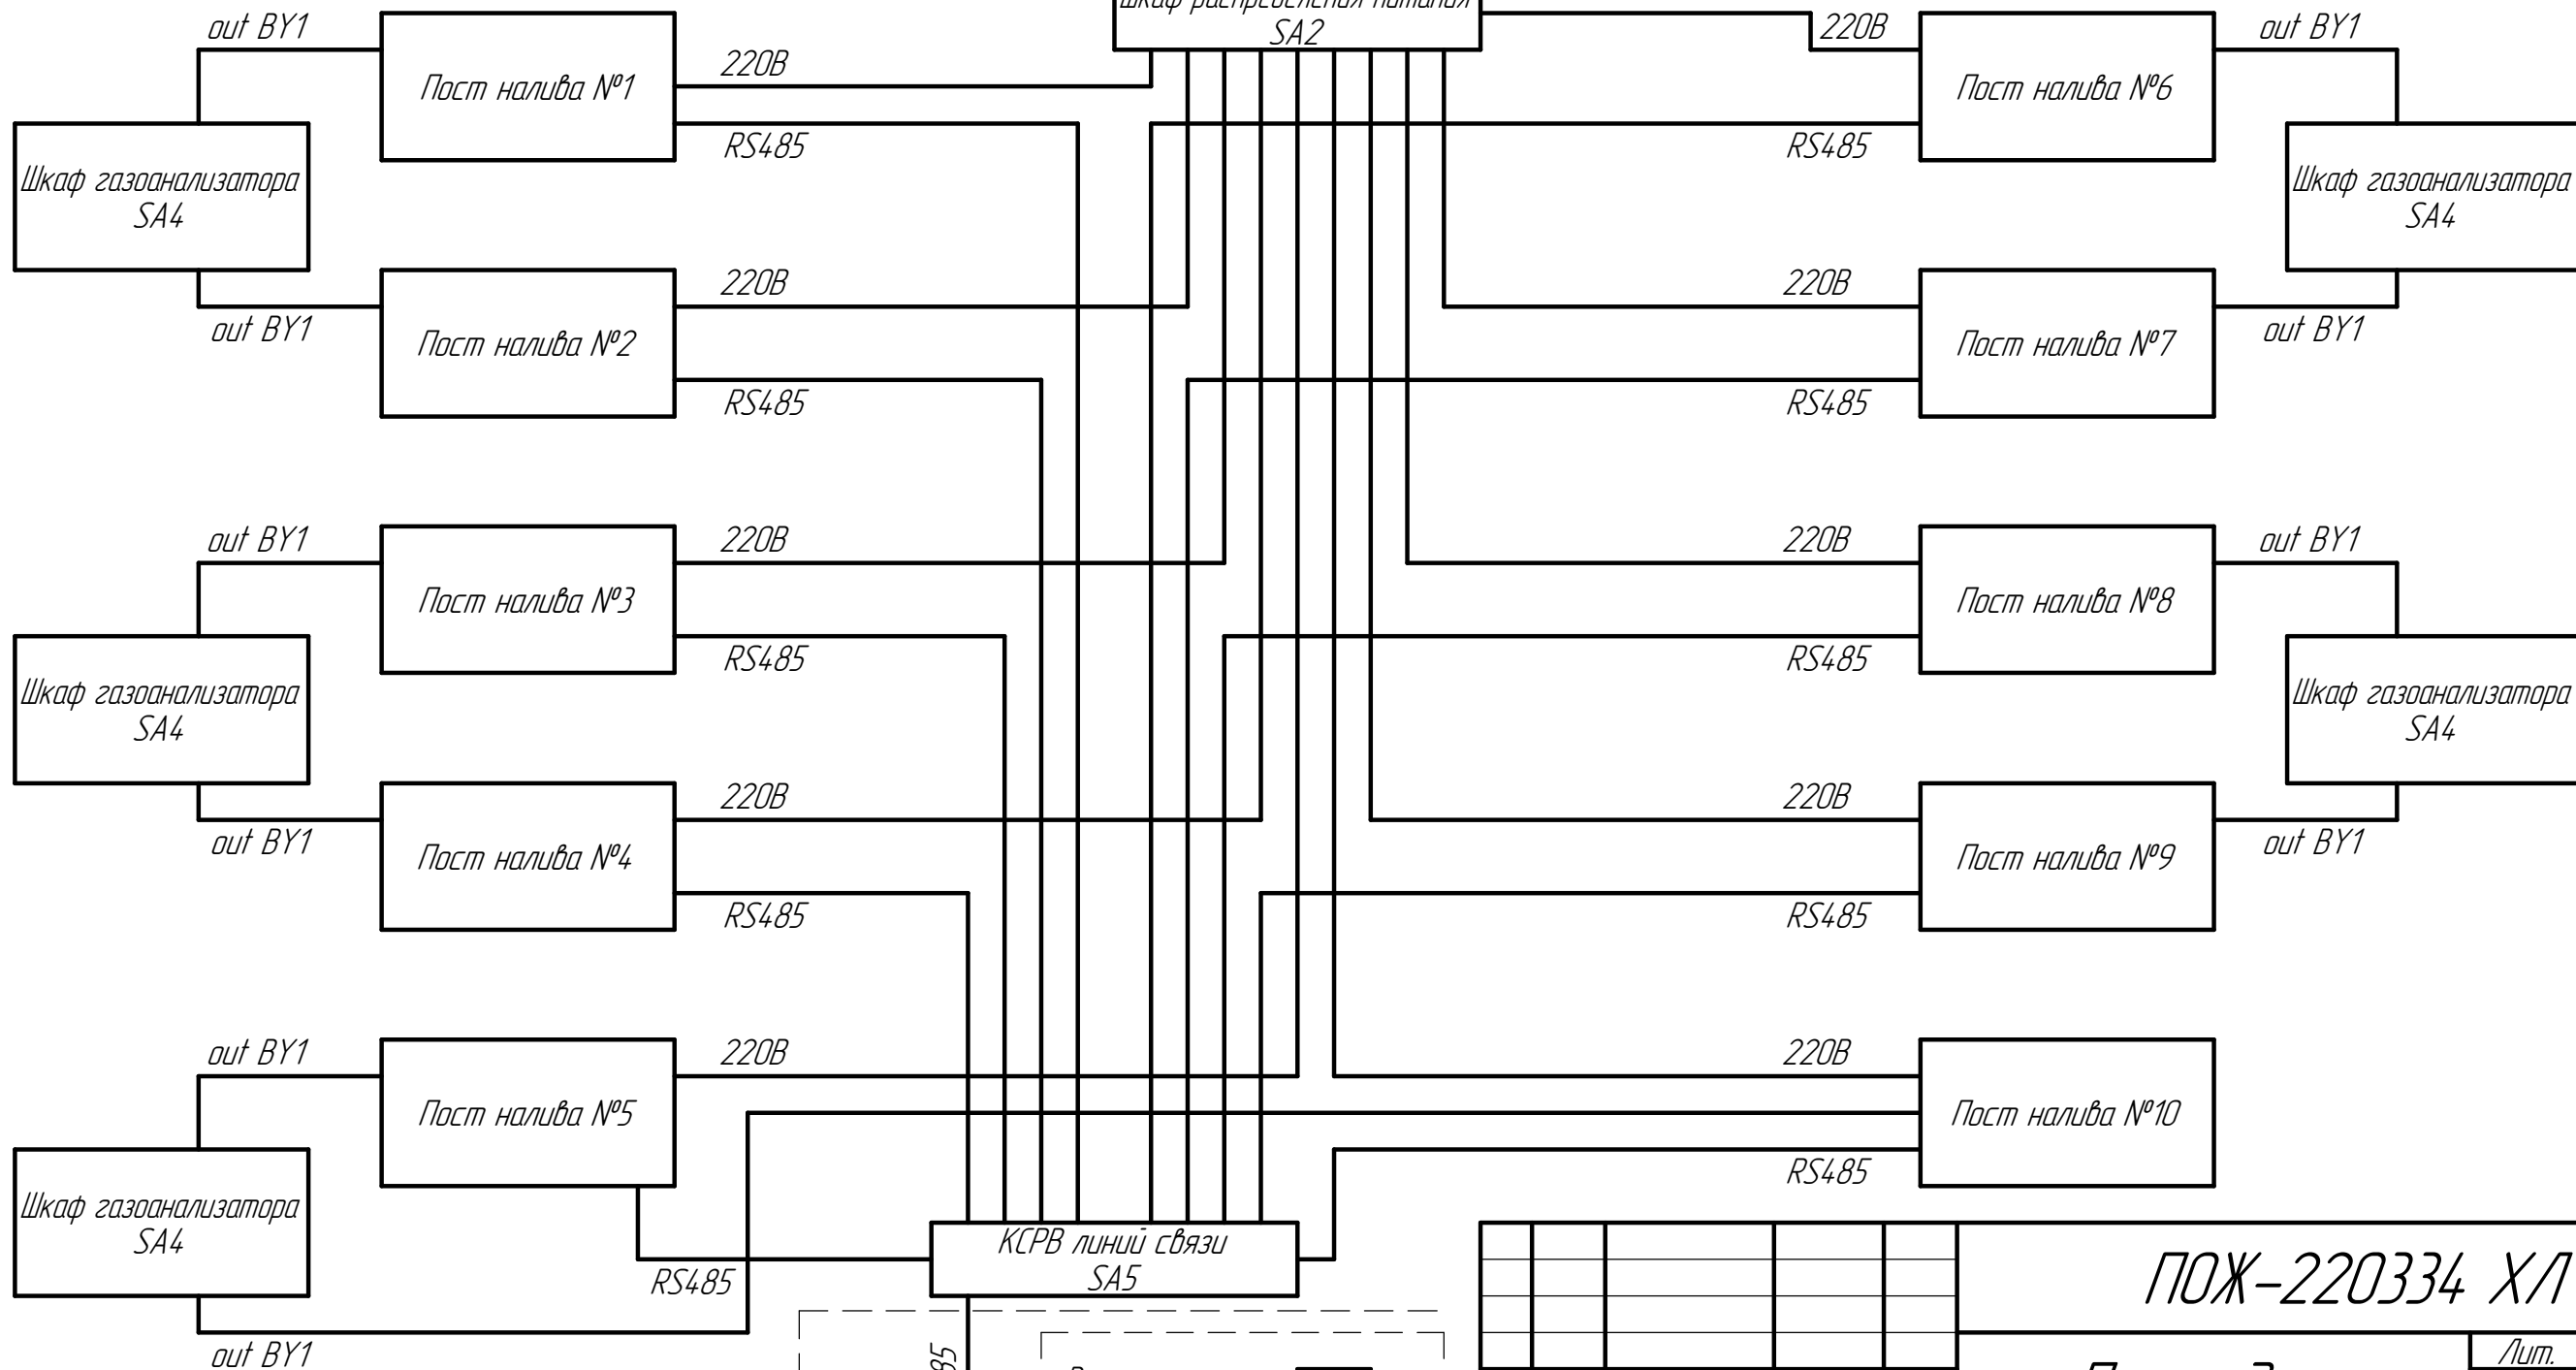 шкаф распределения питания
SA2
out BY1
Пост налива №1
220В
RS485
Шкаф газоанализатора
SA4
out BY1
Пост налива №2
220В
RS485
out BY1
Пост налива №3
220В
RS485
Шкаф газоанализатора
SA4
out BY1
Пост налива №4
220В
RS485
out BY1
Пост налива №5
220В
RS485
Шкаф газоанализатора
SA4
out BY1
220В
Пост налива №6
out BY1
RS485
Шкаф газоанализатора
SA4
220В
Пост налива №7
out BY1
RS485
220В
Пост налива №8
out BY1
RS485
Шкаф газоанализатора
SA4
220В
Пост налива №9
out BY1
RS485
220В
Пост налива №10
RS485
КСРВ линий связи
SA5
ПОЖ-220334 ХЛ
Лит.